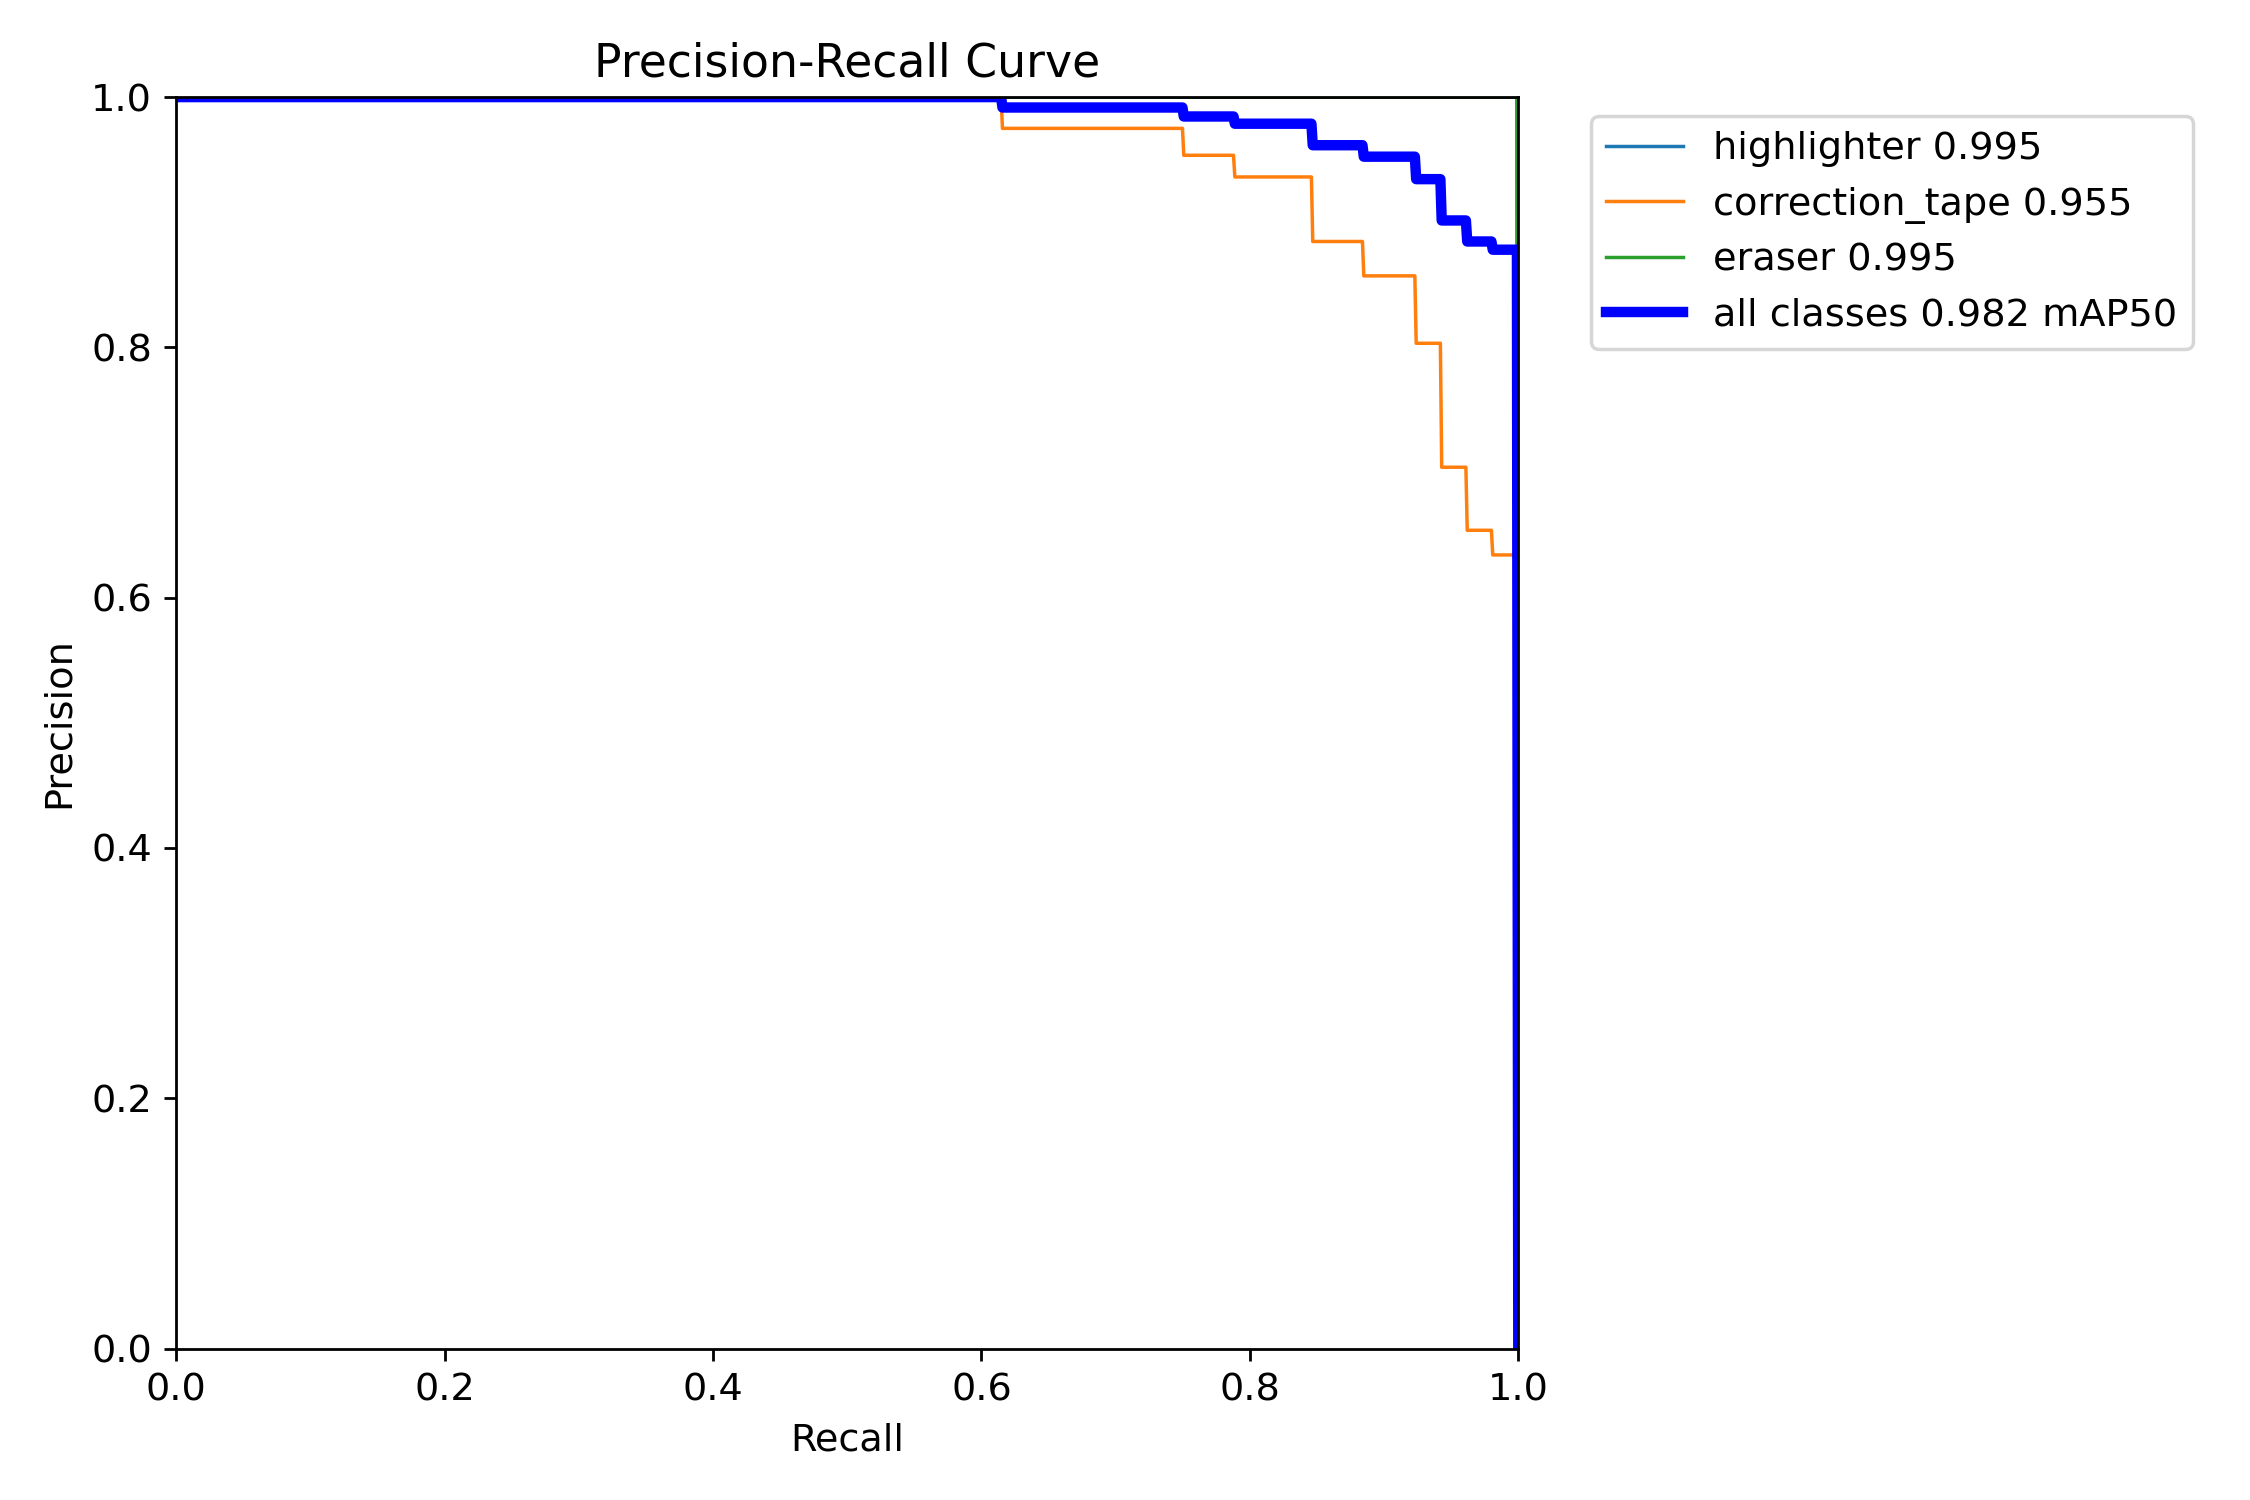 Precision-Recall Curve
1.0
0.8
0.6
0.4
0.2
0.0
Precision
0.0 0.2 0.4 0.6 0.8 1.0
Recall
highlighter 0.995
correction_tape 0.955
eraser 0.995
all classes 0.982 mAP50